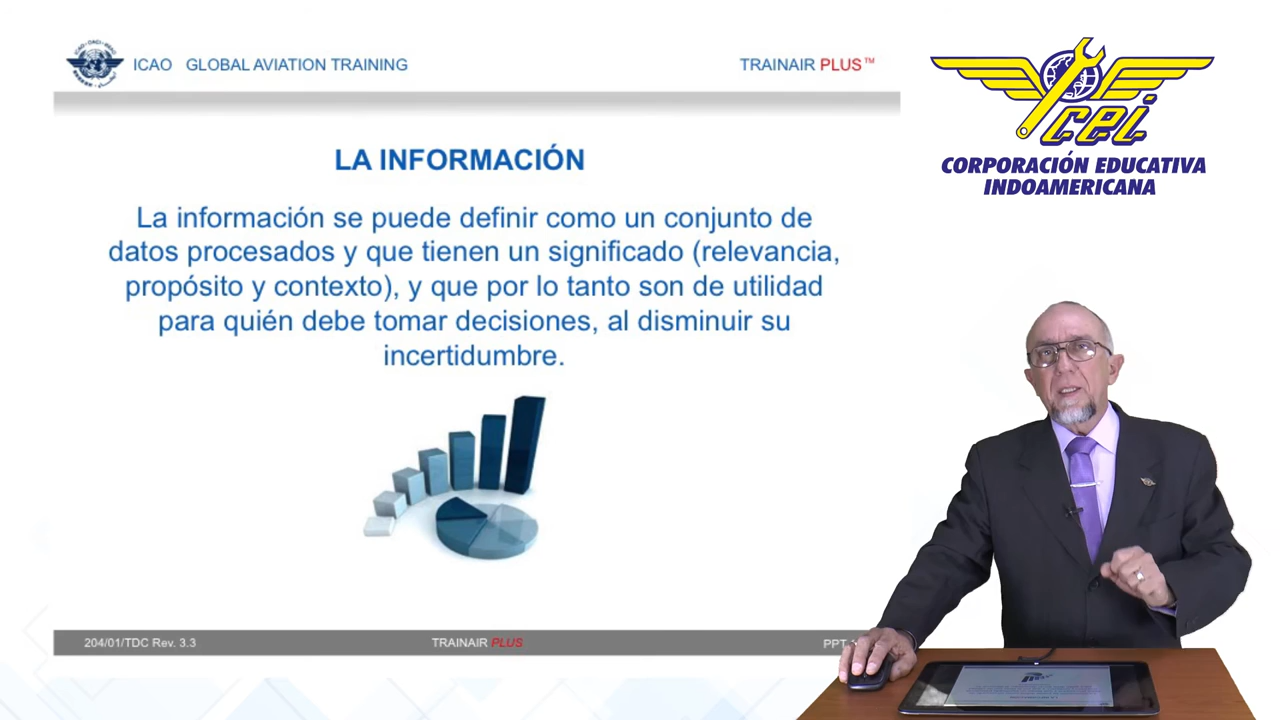 ICAO GLOBAL AVIATION TRAINING
TRAINAIR PLUS™
cei
CORPORACIÓN EDUCATIVA
INDOAMERICANA
LA INFORMACIÓN
La información se puede definir como un conjunto de
datos procesados y que tienen un significado (relevancia,
propósito y contexto), y que por lo tanto son de utilidad
para quién debe tomar decisiones, al disminuir su
incertidumbre.
204/01/TDC Rev. 3.3
TRAINAIR PLUS
PPT